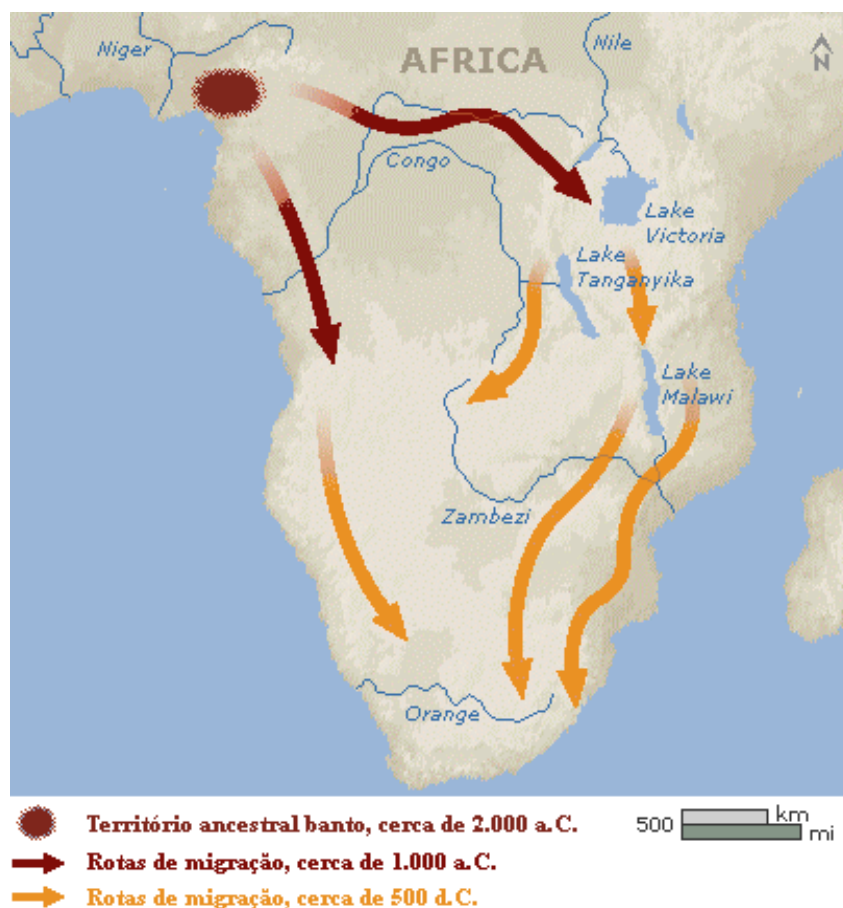 Niger
Nile
AFRICA
N
Congo
Lake
Victoria
Lake
Tanganyika
Lake
Malawi
Zambezi
Orange
Território ancestral banto, cerca de 2.000 a.C.
500 km
mi
Rotas de migração, cerca de 1.000 a.C.
Rotas de migração, cerca de 500 d.C.